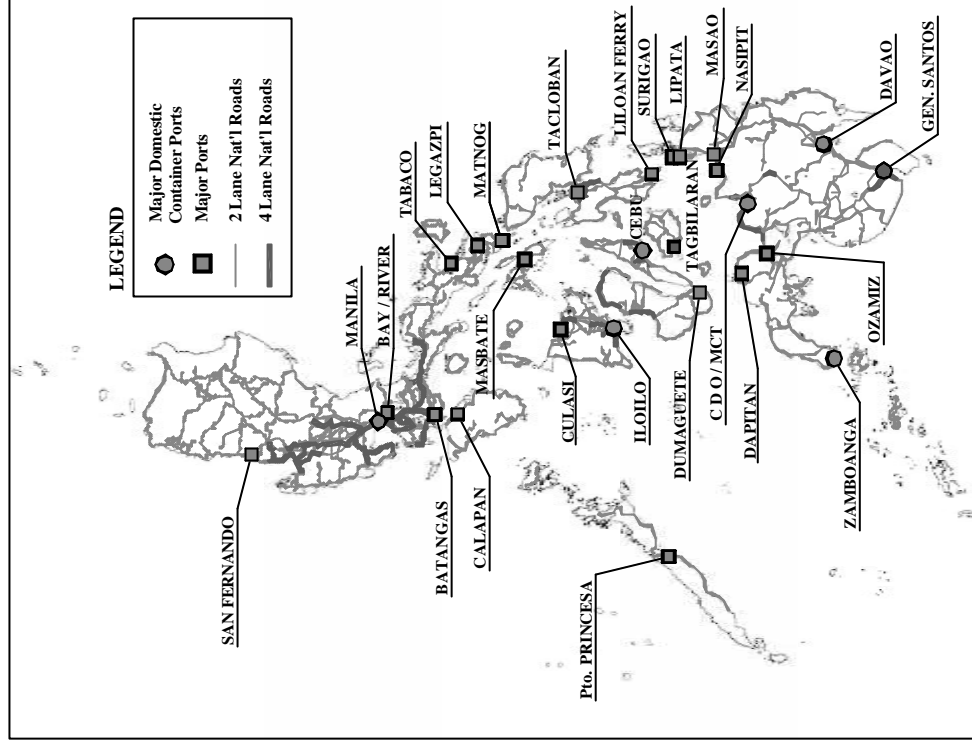 LEGEND
Major Domestic
Container Ports
Major Ports
2 Lane Nat'l Roads
4 Lane Nat'l Roads
SAN FERNANDO
MANILA
BAY / RIVER
BATANGAS
CALAPAN
TABACO
LEGAZPI
MATNOG
MASBATE
TACLOBAN
LILOAN FERRY
SURIGAO
LIPATA
MASAO
NASIPIT
CULASI
ILOILO
CEBU
TAGBILARAN
DUMAGUETE
C D O / MCT
DAPITAN
OZAMIZ
ZAMBOANGA
DAVAO
GEN. SANTOS
Pto. PRINCESA